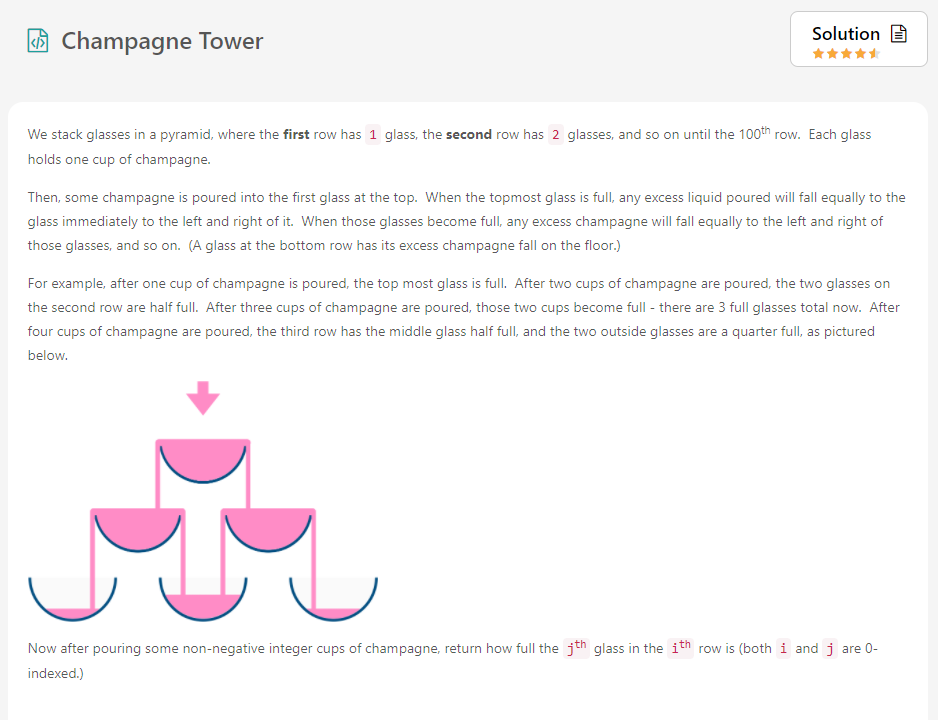 Champagne Tower
Solution
We stack glasses in a pyramid, where the first row has 1 glass, the second row has 2 glasses, and so on until the 100th row.  Each glass
holds one cup of champagne.
Then, some champagne is poured into the first glass at the top.  When the topmost glass is full, any excess liquid poured will fall equally to the
glass immediately to the left and right of it.  When those glasses become full, any excess champagne will fall equally to the left and right of
those glasses, and so on.  (A glass at the bottom row has its excess champagne fall on the floor.)
For example, after one cup of champagne is poured, the top most glass is full.  After two cups of champagne are poured, the two glasses on
the second row are half full.  After three cups of champagne are poured, those two cups become full - there are 3 full glasses total now.  After
four cups of champagne are poured, the third row has the middle glass half full, and the two outside glasses are a quarter full, as pictured
below.
Now after pouring some non-negative integer cups of champagne, return how full the jth glass in the ith row is (both i and j are 0-
indexed.)